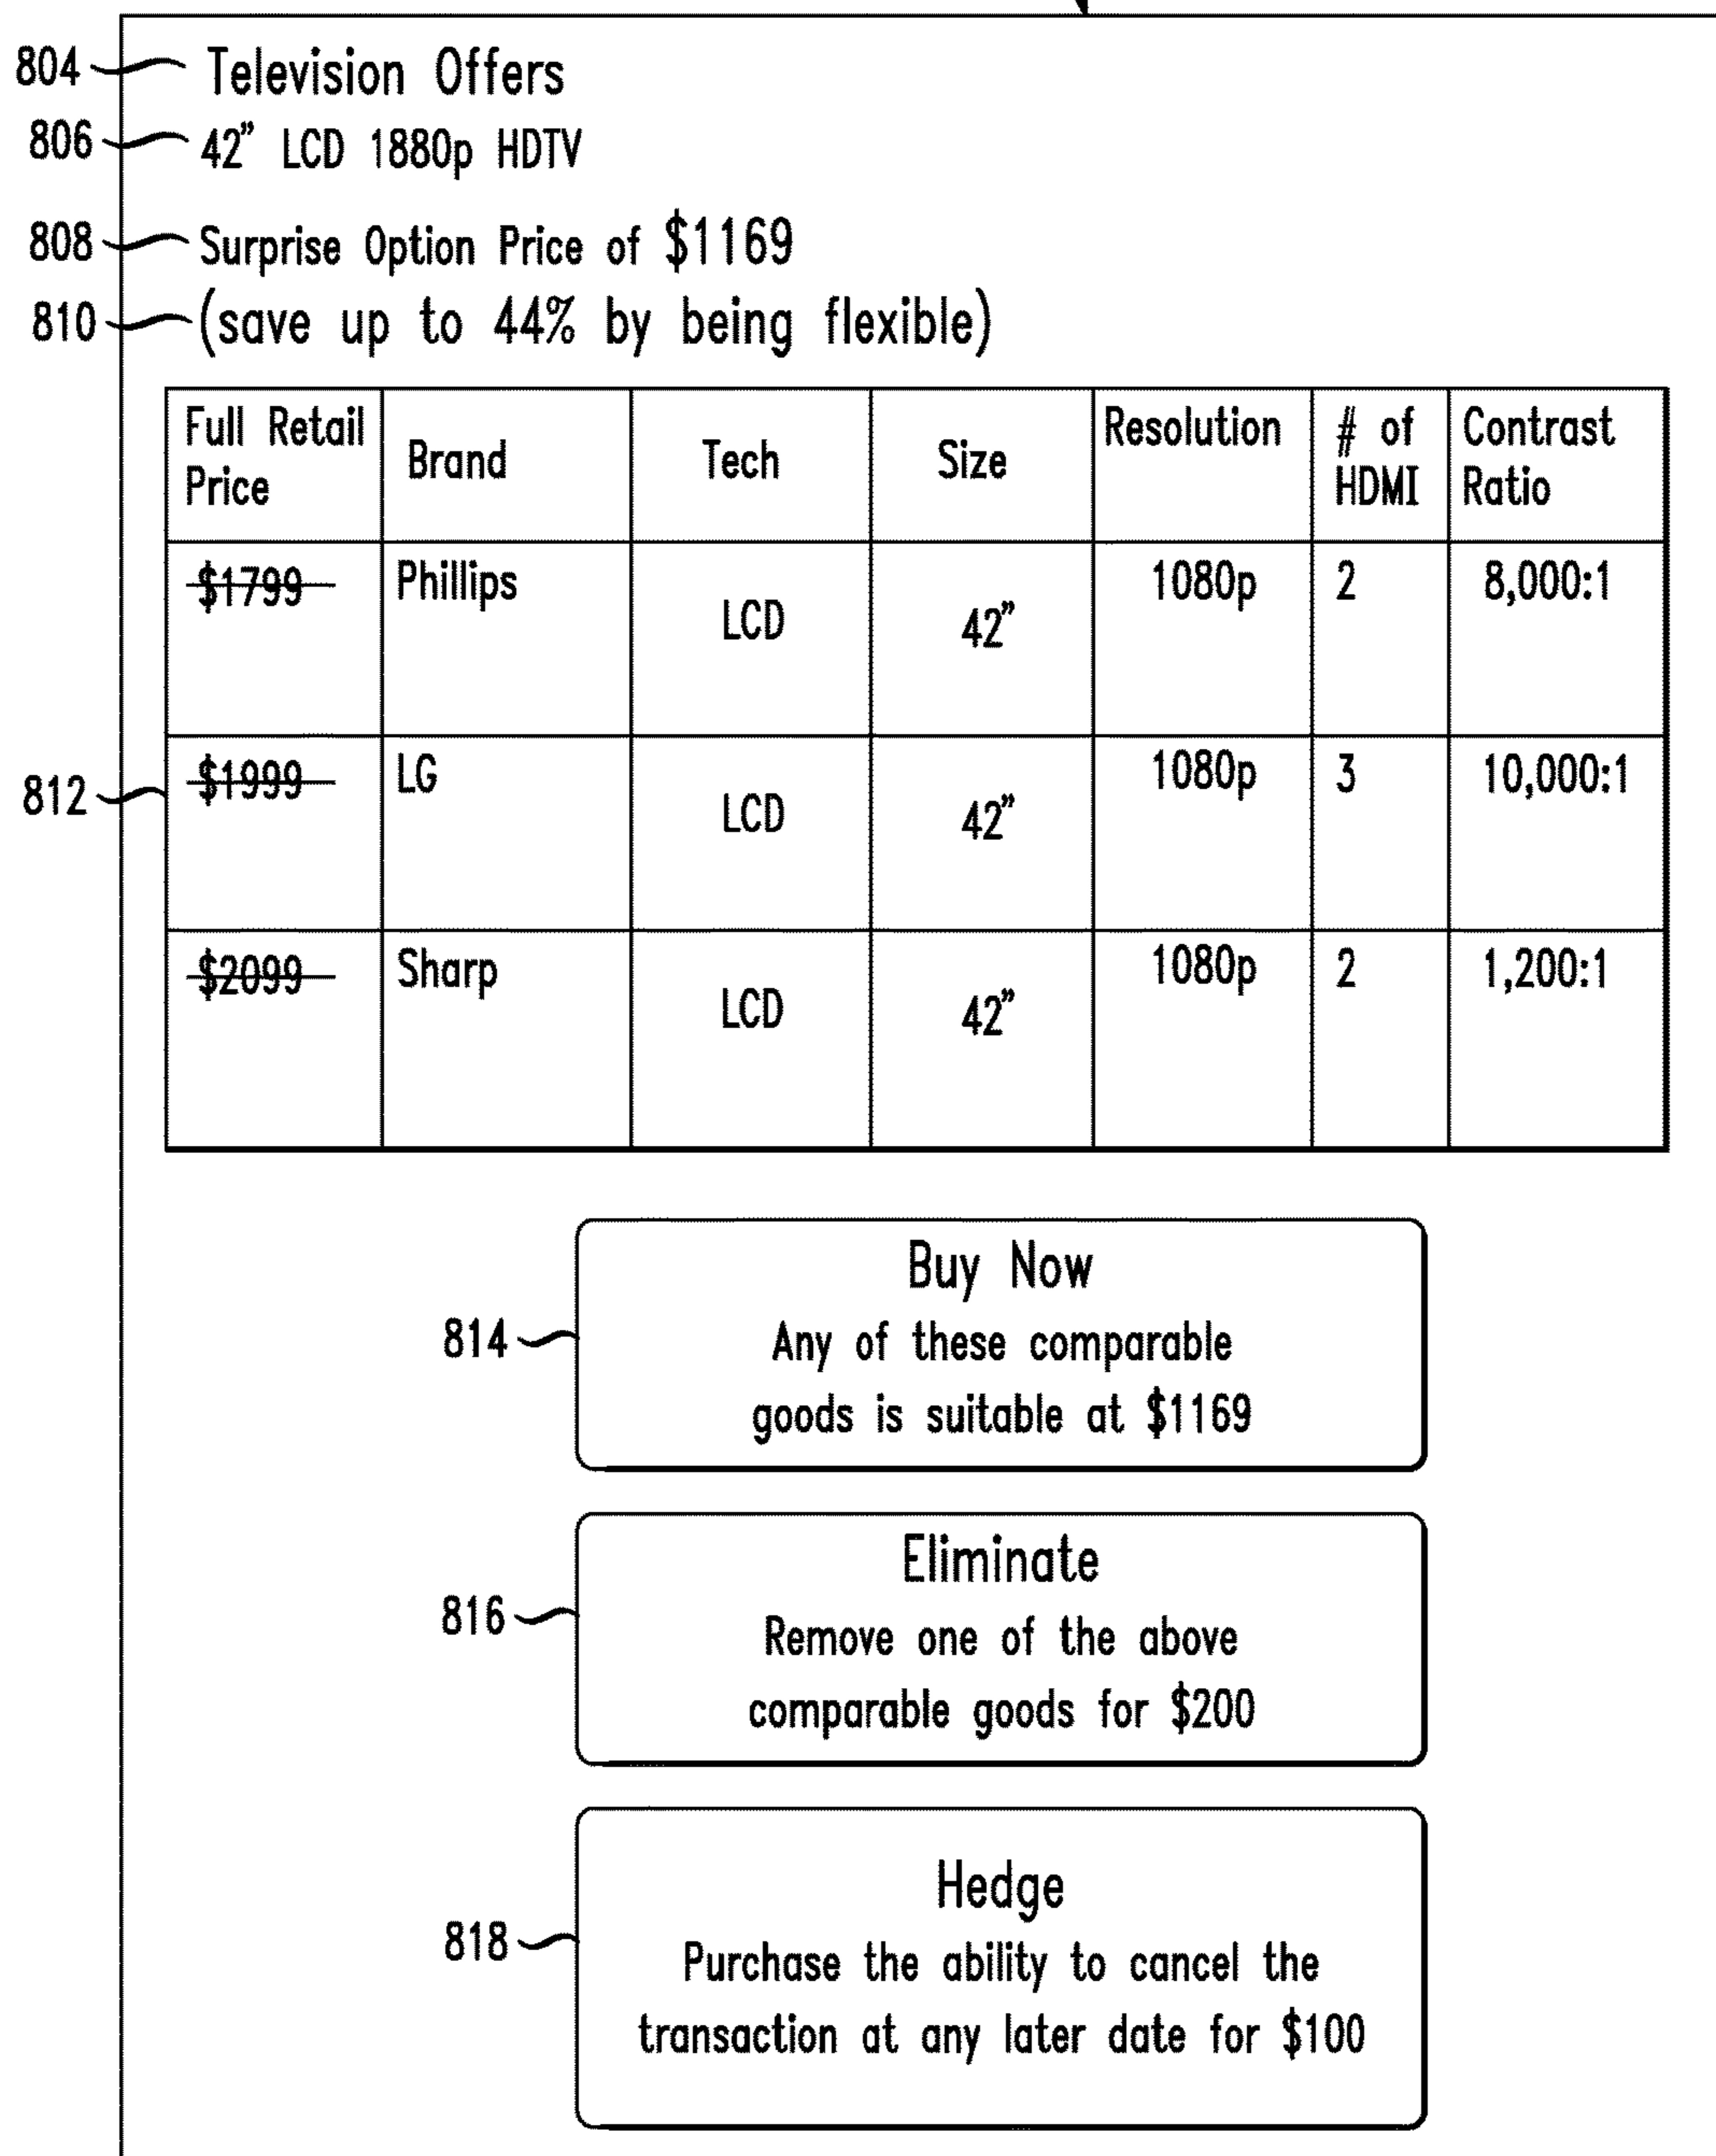 804 Television Offers
806 42” LCD 1880p HDTV
808 Surprise Option Price of $1169
810 (save up to 44% by being flexible)
Full Retail Price Brand Tech Size Resolution # of HDMI Contrast Ratio
$1799 Phillips LCD 42” 1080p 2 8,000:1
812 $1999 LG LCD 42” 1080p 3 10,000:1
$2099 Sharp LCD 42” 1080p 2 1,200:1
Buy Now
814 Any of these comparable
goods is suitable at $1169
Eliminate
816 Remove one of the above
comparable goods for $200
Hedge
818 Purchase the ability to cancel the
transaction at any later date for $100